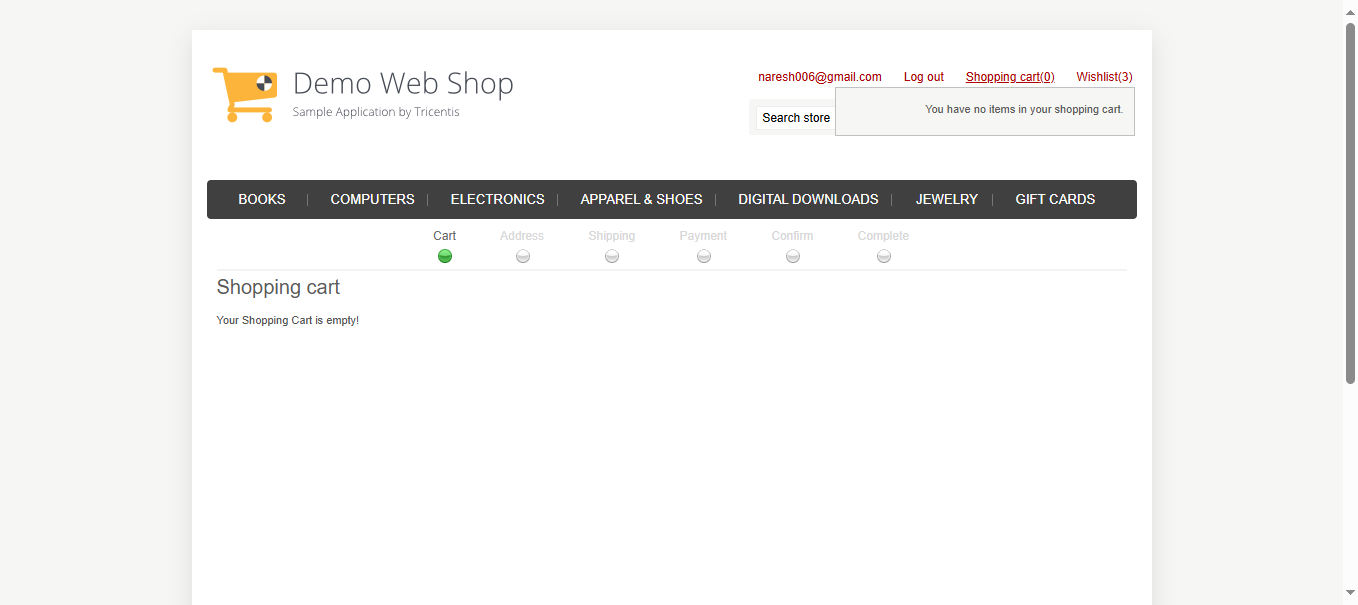 Demo Web Shop
Sample Application by Tricentis
naresh006@gmail.com Log out Shopping cart(0) Wishlist(3)
Search store
You have no items in your shopping cart.
BOOKS COMPUTERS ELECTRONICS APPAREL & SHOES DIGITAL DOWNLOADS JEWELRY GIFT CARDS
Cart Address Shipping Payment Confirm Complete
Shopping cart
Your Shopping Cart is empty!